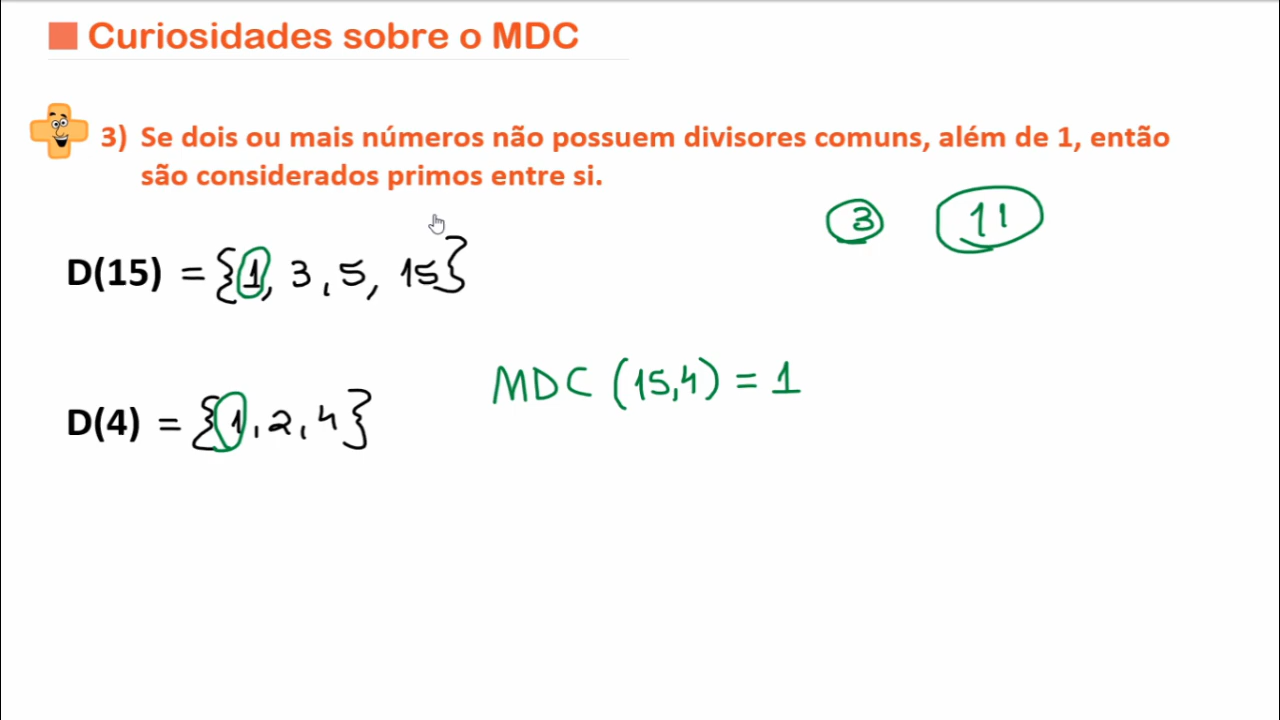 Curiosidades sobre o MDC
3) Se dois ou mais números não possuem divisores comuns, além de 1, então
são considerados primos entre si.
3 11
D(15) = {1, 3, 5, 15}
MDC (15,4) = 1
D(4) = {1, 2, 4}